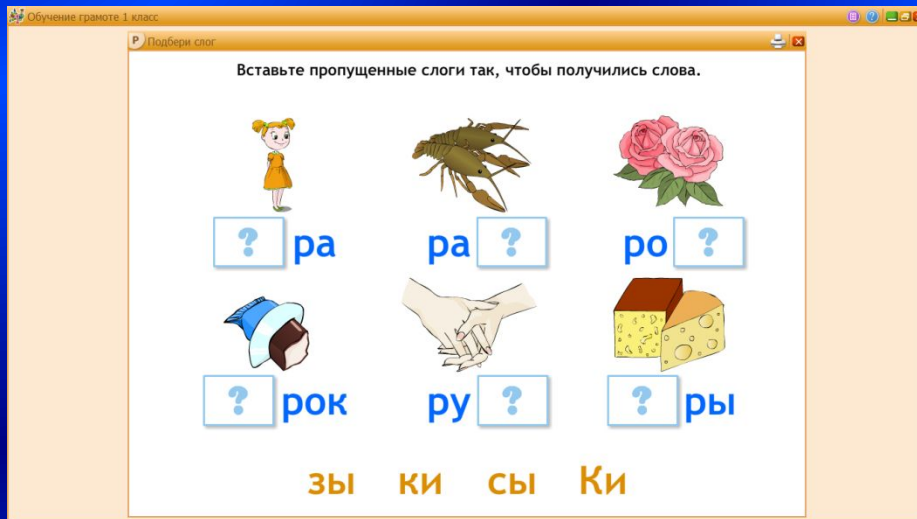 Обучение грамоте 1 класс
Р Подбери слог
Вставьте пропущенные слоги так, чтобы получились слова.
? ра ра ? ро ?
? рок ру ? ? ры
зы ки сы Ки